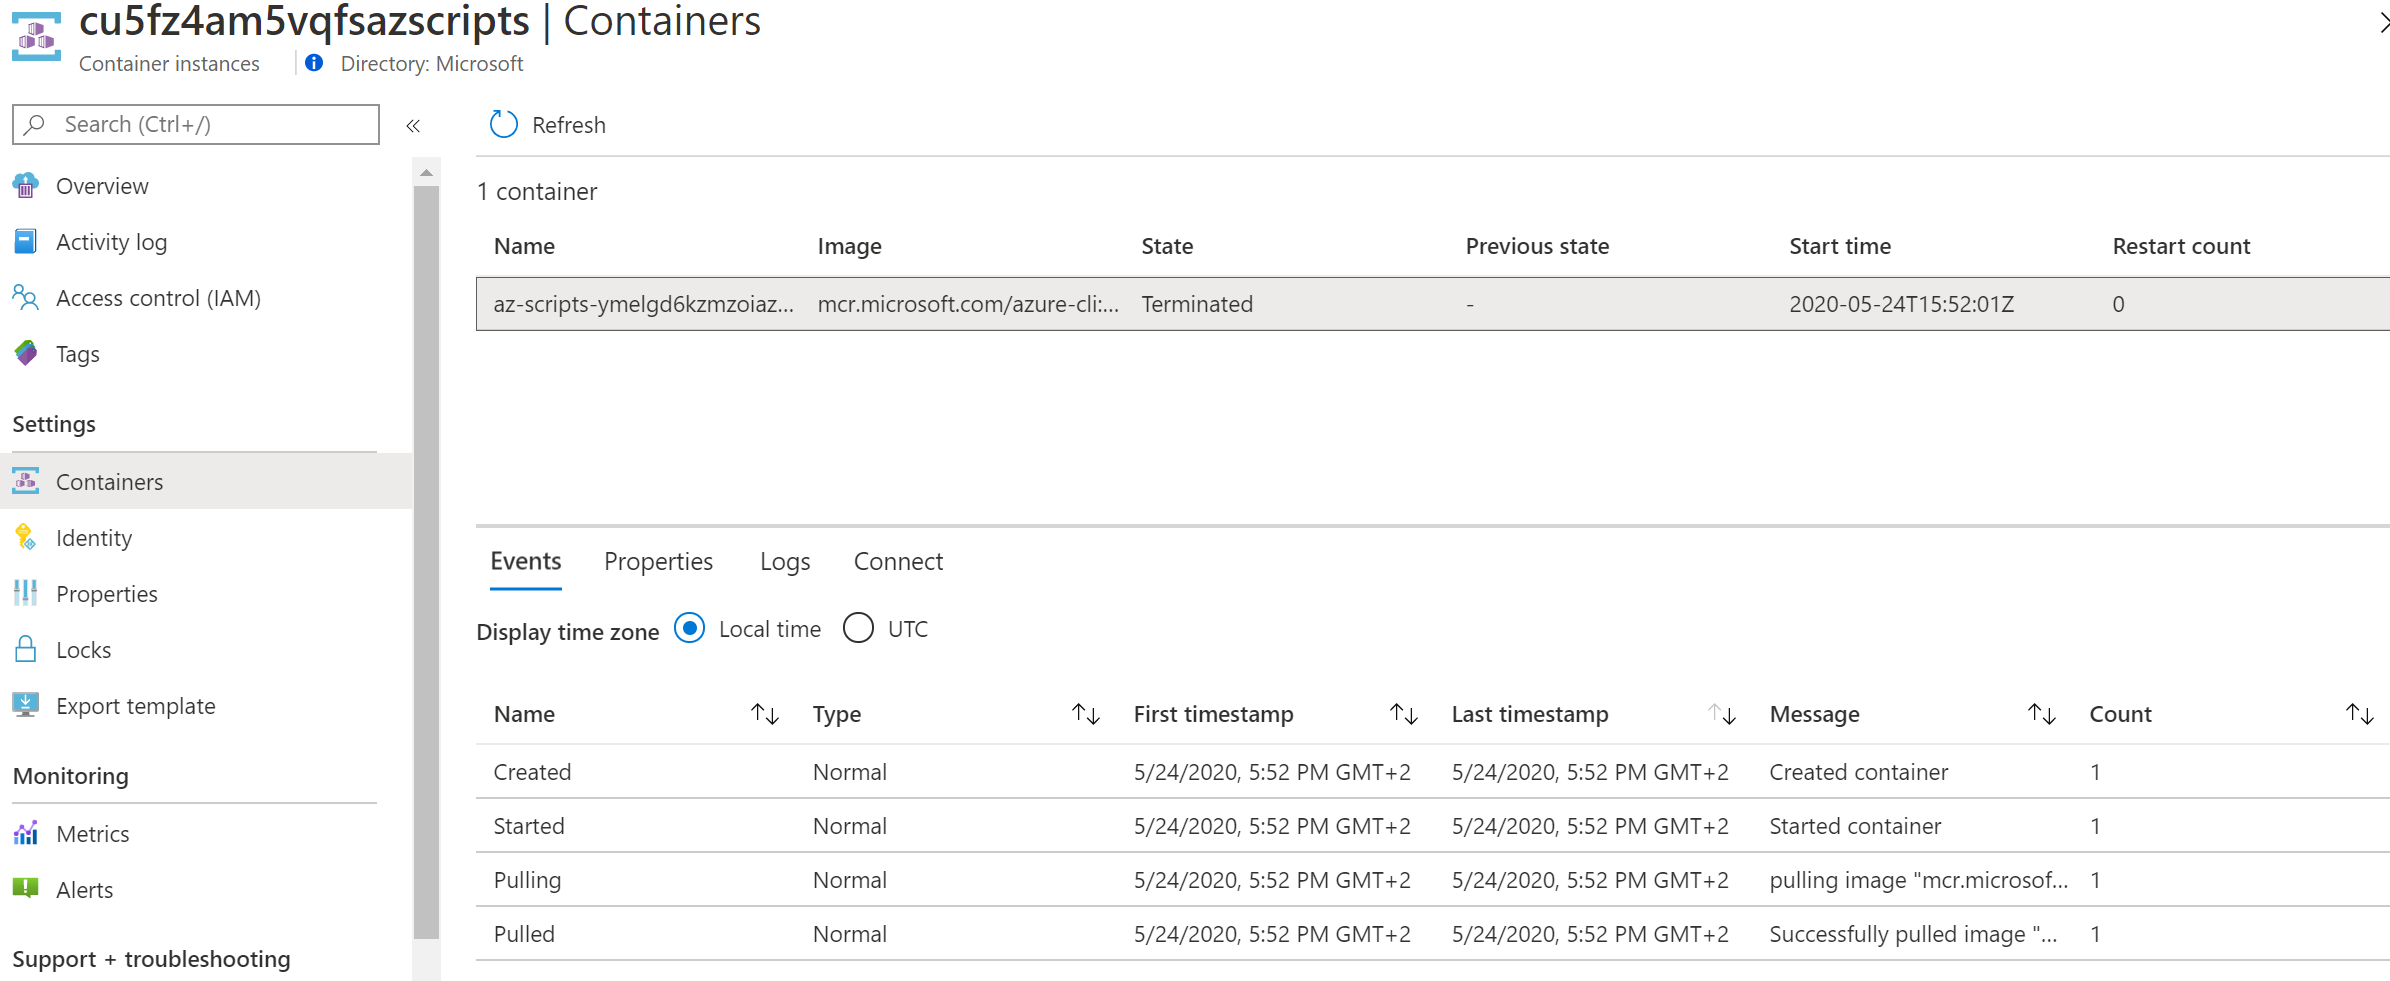 cu5fz4am5vqfsazscripts | Containers
Container instances
Directory: Microsoft
Search (Ctrl+/)
«
Refresh
Overview
Activity log
Access control (IAM)
Tags
Settings
Containers
Identity
Properties
Locks
Export template
Monitoring
Metrics
Alerts
Support + troubleshooting
1 container
Name Image State Previous state Start time Restart count
az-scripts-ymelgd6kzmzoiaz... mcr.microsoft.com/azure-cli:... Terminated - 2020-05-24T15:52:01Z 0
Events Properties Logs Connect
Display time zone Local time UTC
Name Type First timestamp Last timestamp Message Count
Created Normal 5/24/2020, 5:52 PM GMT+2 5/24/2020, 5:52 PM GMT+2 Created container 1
Started Normal 5/24/2020, 5:52 PM GMT+2 5/24/2020, 5:52 PM GMT+2 Started container 1
Pulling Normal 5/24/2020, 5:52 PM GMT+2 5/24/2020, 5:52 PM GMT+2 pulling image "mcr.microsof... 1
Pulled Normal 5/24/2020, 5:52 PM GMT+2 5/24/2020, 5:52 PM GMT+2 Successfully pulled image "... 1